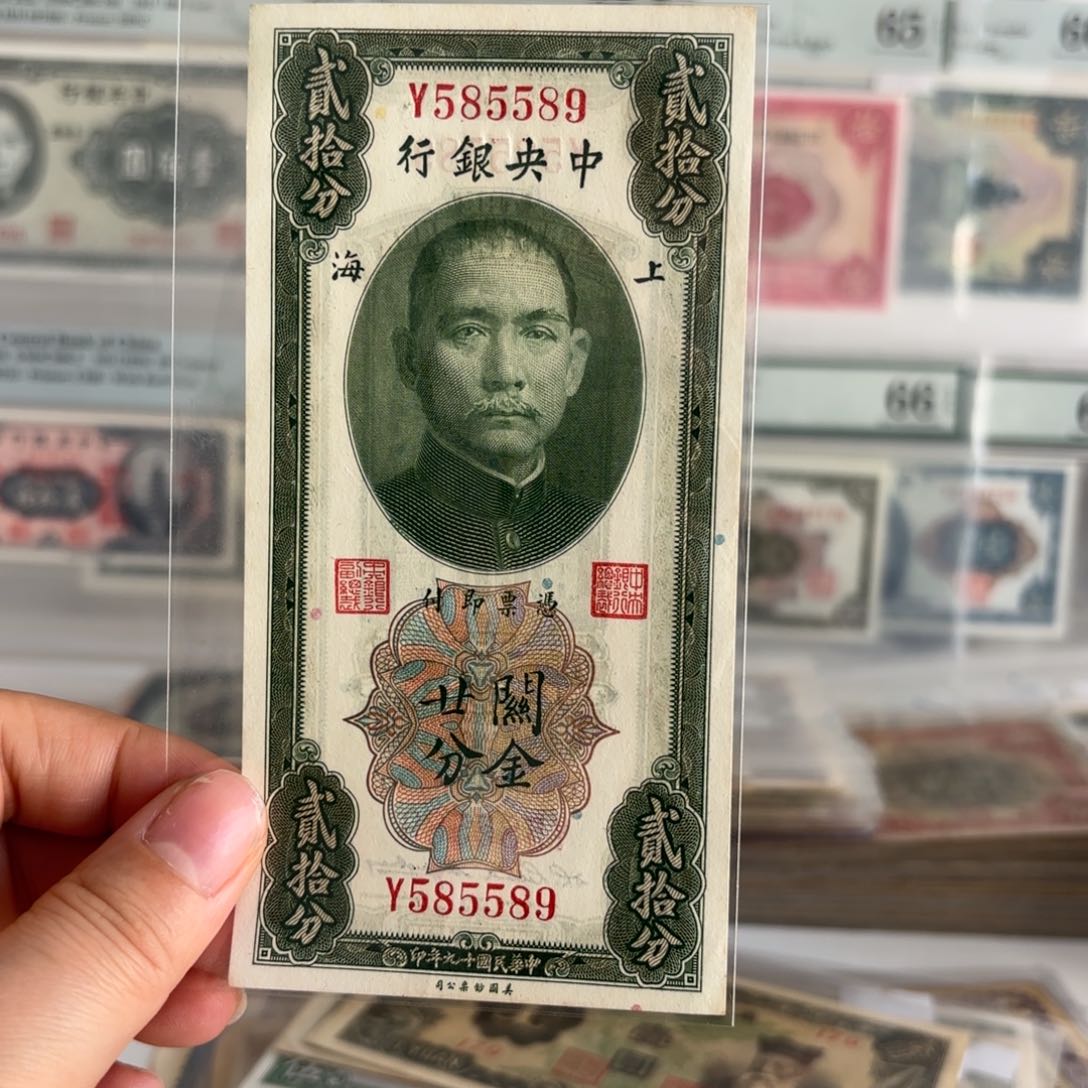 貳拾分
貳拾分
Y585589
中央銀行
上海
憑票即付
關金
廿分
Y585589
貳拾分
貳拾分
中華民國十九年印
美國鈔票公司
65
66